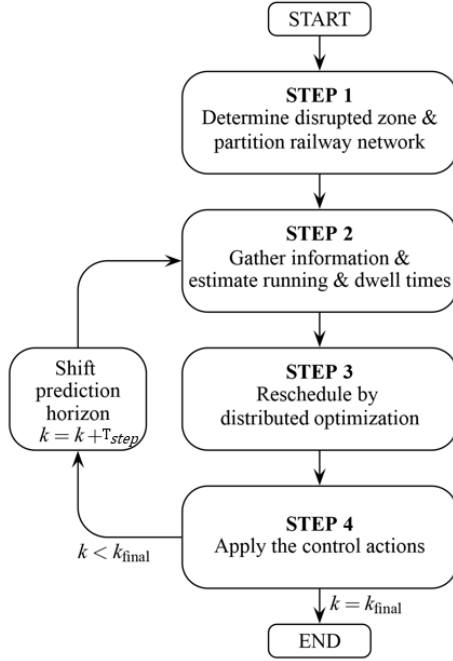 START
STEP 1
Determine disrupted zone &
partition railway network
STEP 2
Gather information &
estimate running & dwell times
Shift
prediction
horizon
k = k +T_step
STEP 3
Reschedule by
distributed optimization
STEP 4
Apply the control actions
k < k_final
k = k_final
END